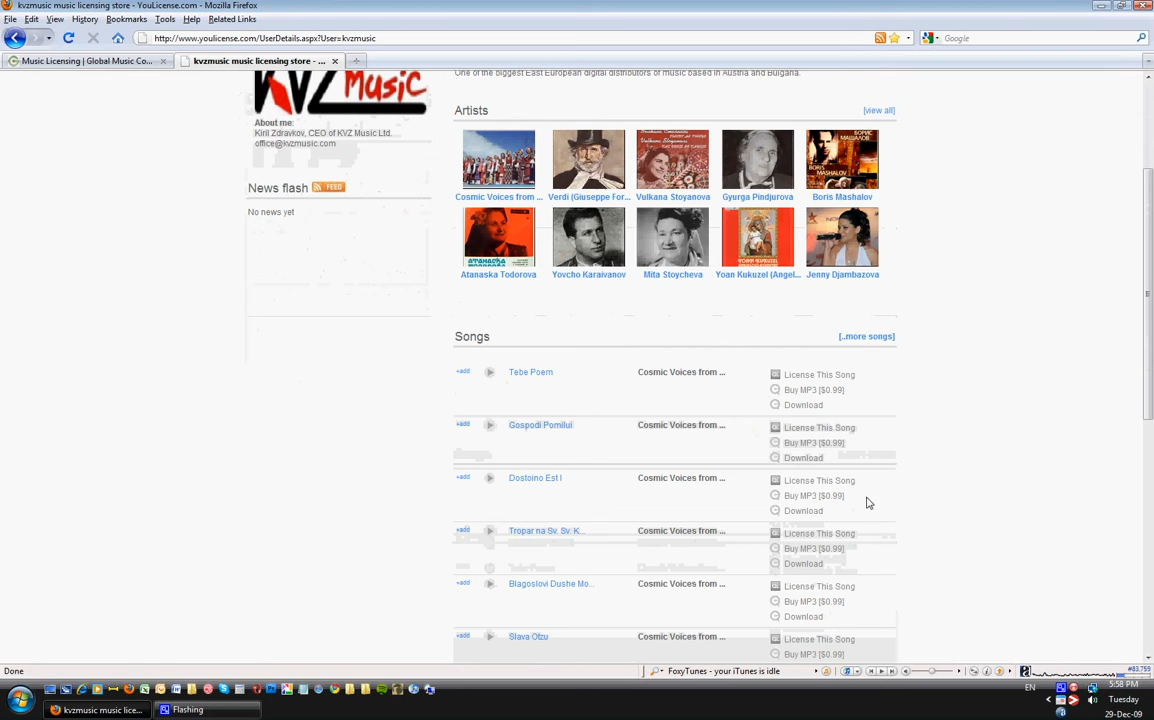 kvzmusic music licensing store - YouLicense.com - Mozilla Firefox
File Edit View History Bookmarks Tools Help Related Links
http://www.youlicense.com/UserDetails.aspx?User=kvzmusic
Google
Music Licensing | Global Music Co...
kvzmusic music licensing store - ...
KVZ Music
One of the biggest East European digital distributors of music based in Austria and Bulgaria.
About me:
Kiril Zdravkov, CEO of KVZ Music Ltd.
office@kvzmusic.com
News flash FEED
No news yet
Artists [view all]
Cosmic Voices from ... Verdi (Giuseppe For... Vulkana Stoyanova Gyurga Pindjurova Boris Mashalov
Atanaska Todorova Yovcho Karaivanov Mita Stoycheva Yoan Kukuzel (Angel... Jenny Djambazova
Songs [..more songs]
+add Tebe Poem Cosmic Voices from ... License This Song
Buy MP3 [$0.99]
Download
+add Gospodi Pomilui Cosmic Voices from ... License This Song
Buy MP3 [$0.99]
Download
+add Dostoino Est I Cosmic Voices from ... License This Song
Buy MP3 [$0.99]
Download
+add Tropar na Sv. Sv. K... Cosmic Voices from ... License This Song
Buy MP3 [$0.99]
Download
+add Blagoslovi Dushe Mo... Cosmic Voices from ... License This Song
Buy MP3 [$0.99]
Download
+add Slava Otzu Cosmic Voices from ... License This Song
Buy MP3 [$0.99]
Done
FoxyTunes - your iTunes is idle
#83,759
kvzmusic music lice...
Flashing
EN
5:58 PM
Tuesday
29-Dec-09